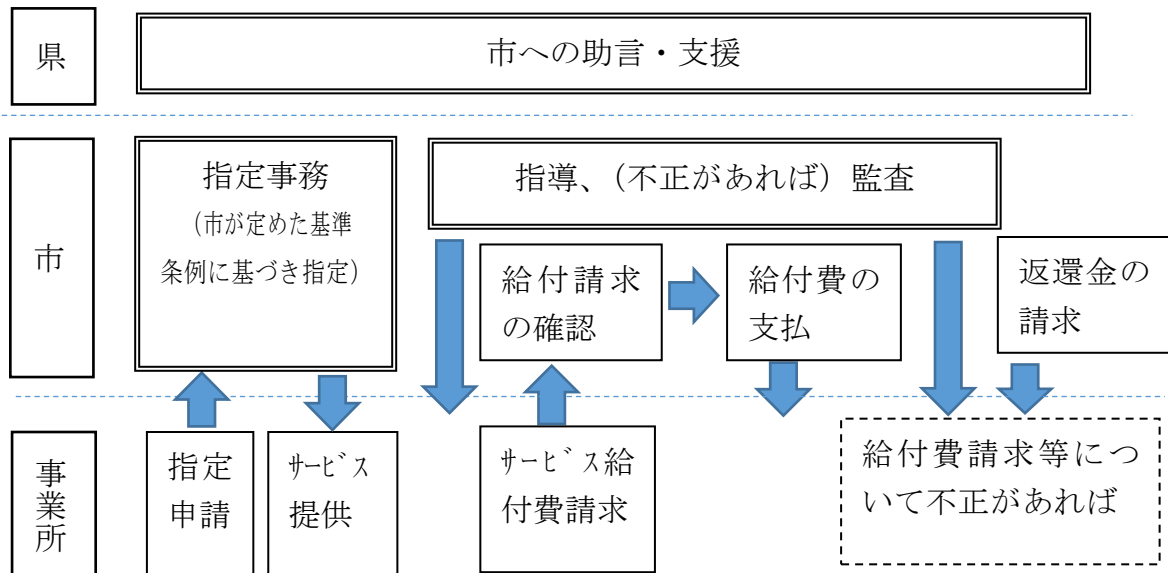 県
市への助言・支援
市
指定事務
（市が定めた基準
条例に基づき指定）
指導、（不正があれば）監査
給付請求
の確認
給付費の
支払
返還金の
請求
事業所
指定
申請
ｻｰﾋﾞｽ
提供
ｻｰﾋﾞｽ給
付費請求
給付費請求等につ
いて不正があれば